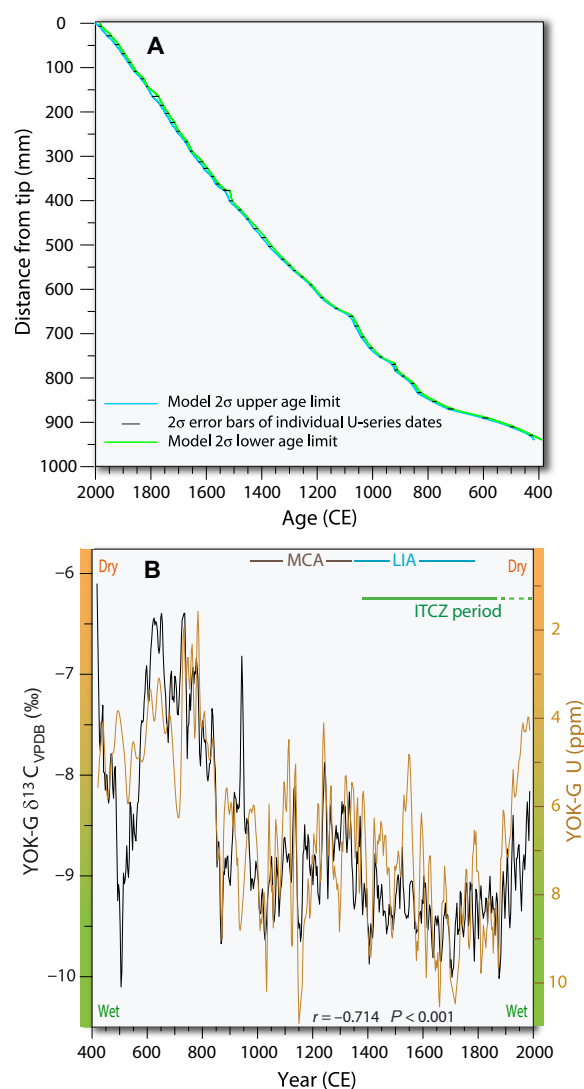 A
0
100
200
300
400
500
600
700
800
900
1000
Distance from tip (mm)
Model 2σ upper age limit
2σ error bars of individual U-series dates
Model 2σ lower age limit
2000 1800 1600 1400 1200 1000 800 600 400
Age (CE)
B
Dry
MCA
LIA
Dry
ITCZ period
−6
−7
−8
−9
−10
YOK-G δ13CVPDB (‰)
2
4
6
8
10
YOK-G U (ppm)
Wet
r = −0.714 P < 0.001
Wet
400 600 800 1000 1200 1400 1600 1800 2000
Year (CE)